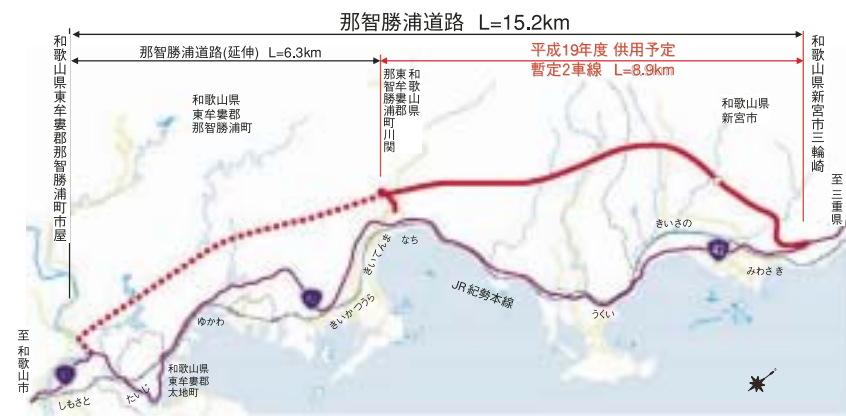 那智勝浦道路 L=15.2km
那智勝浦道路(延伸) L=6.3km
平成19年度 供用予定
暫定2車線 L=8.9km
和歌山県東牟婁郡那智勝浦町市屋
和歌山県
東牟婁郡
那智勝浦町
和歌山県
東牟婁郡
那智勝浦町川関
和歌山県
新宮市
和歌山県新宮市三輪崎
至 三重県
きいてんま
なち
きいさの
みわさき
うくい
JR紀勢本線
きいかつうら
ゆかわ
和歌山県
東牟婁郡
太地町
たいじ
しもさと
至 和歌山市
42